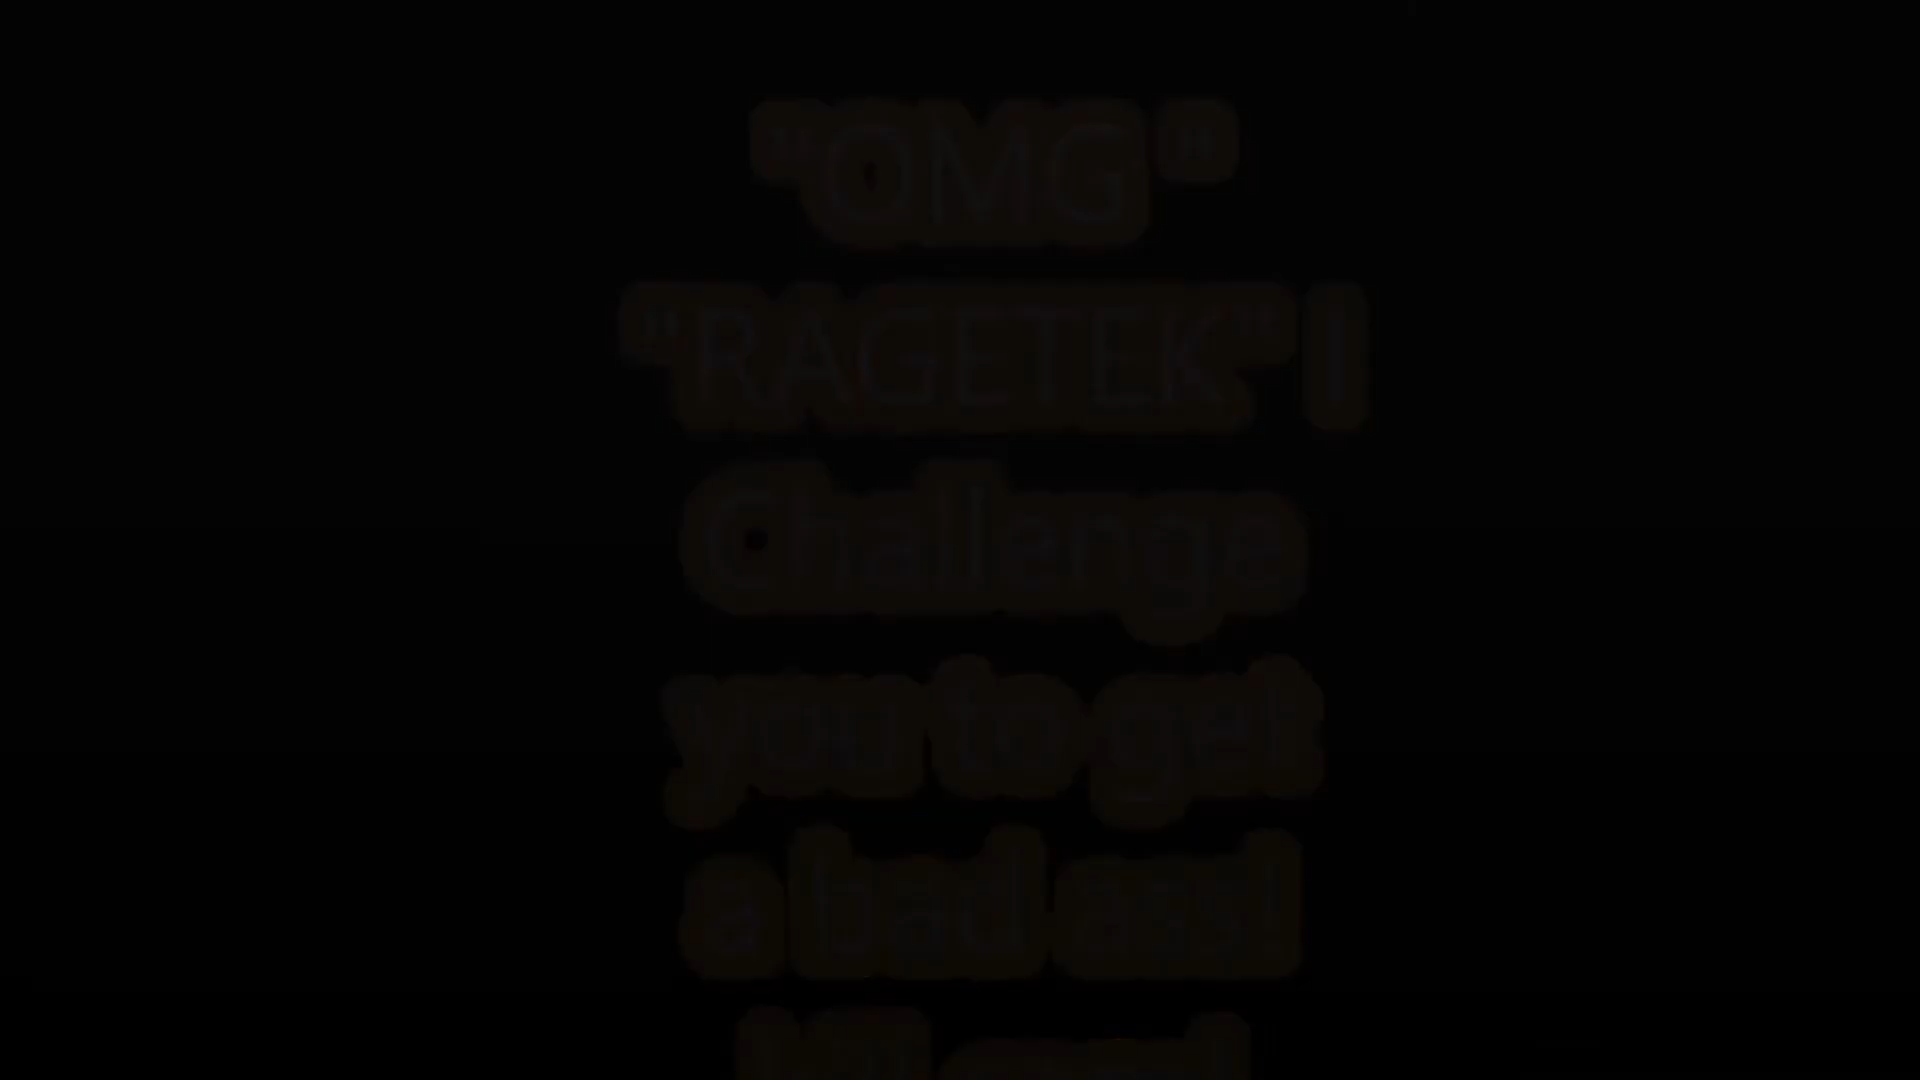 "OMG "
"RAGETEK" I
Challenge
you to get
a bad ass!